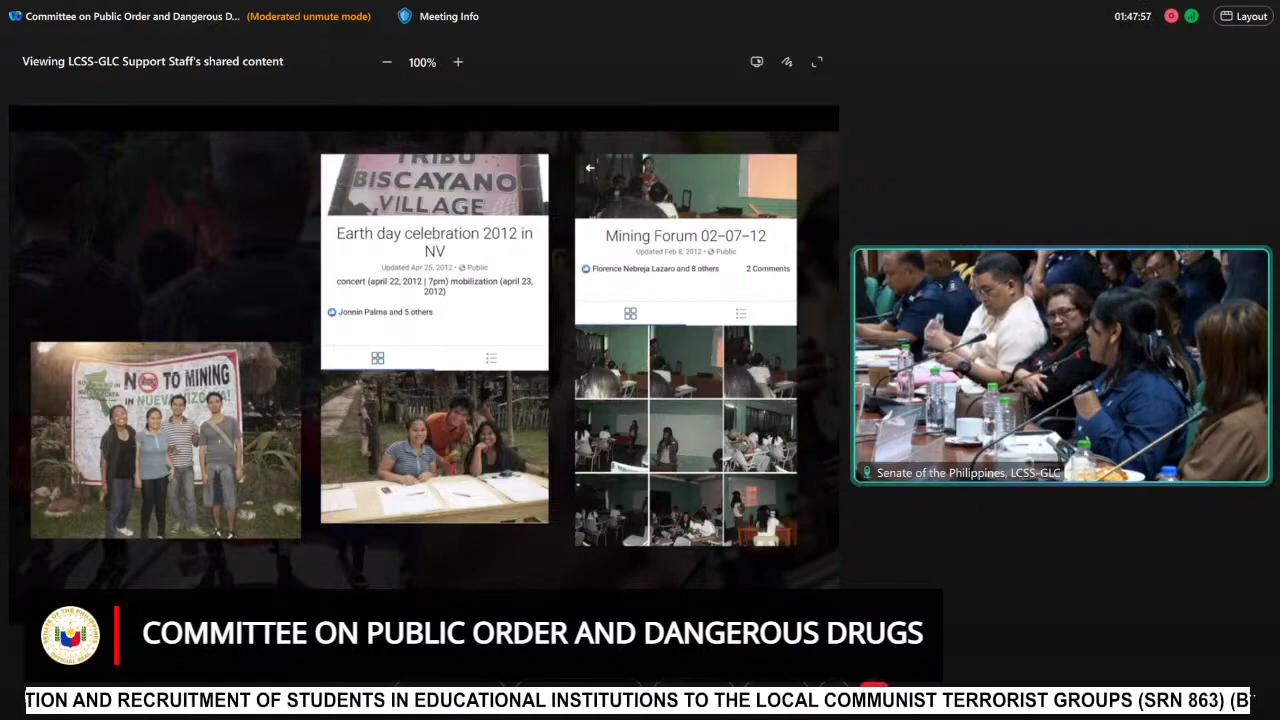 Committee on Public Order and Dangerous D... (Moderated unmute mode)
Meeting Info
01:47:57
Layout
Viewing LCSS-GLC Support Staff's shared content
100%
TRIBU
BISCAYANO
VILLAGE
Earth day celebration 2012 in
NV
Updated Apr 25, 2012 • Public
concert (april 22, 2012 | 7pm) mobilization (april 23,
2012)
Jonnin Palma and 5 others
Mining Forum 02-07-12
Updated Feb 8, 2012 • Public
Florence Nebreja Lazaro and 8 others
2 Comments
NO TO MINING
IN NUEVA VIZCAYA!
Senate of the Philippines, LCSS-GLC
COMMITTEE ON PUBLIC ORDER AND DANGEROUS DRUGS
TION AND RECRUITMENT OF STUDENTS IN EDUCATIONAL INSTITUTIONS TO THE LOCAL COMMUNIST TERRORIST GROUPS (SRN 863) (B